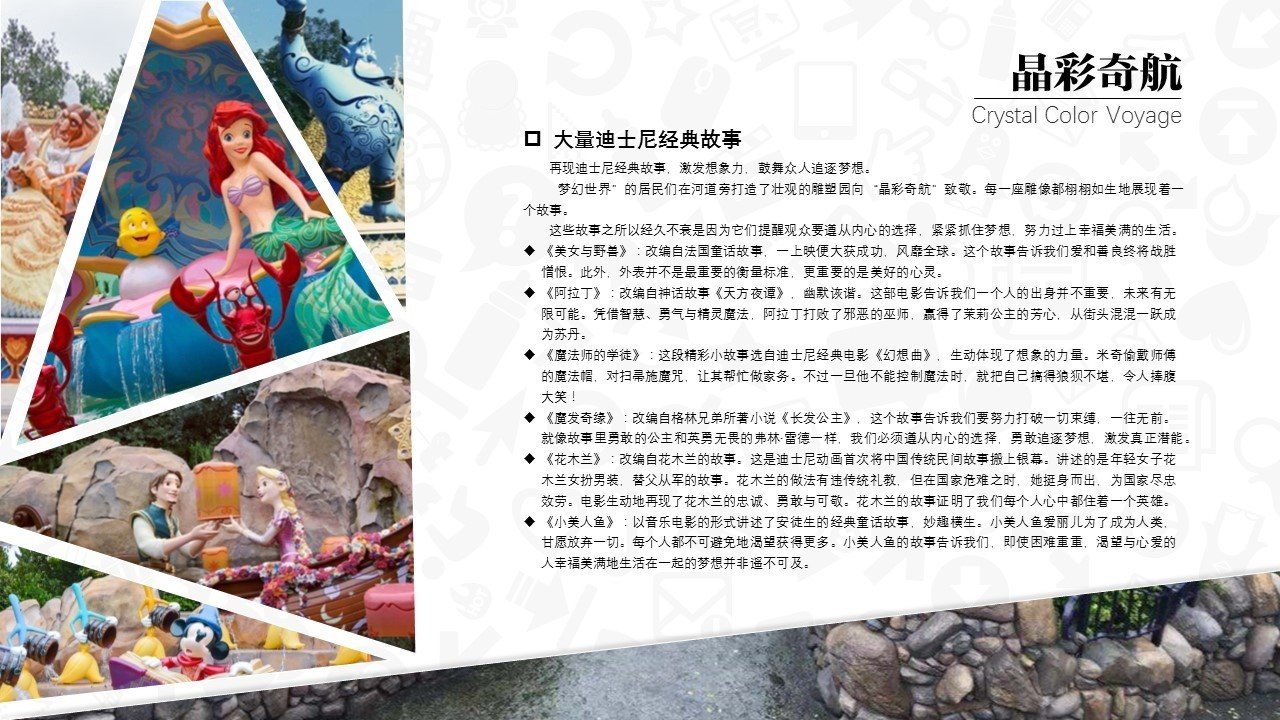 晶彩奇航
Crystal Color Voyage
大量迪士尼经典故事
再现迪士尼经典故事，激发想象力，鼓舞众人追逐梦想。
“梦幻世界”的居民们在河道旁打造了壮观的雕塑园向“晶彩奇航”致敬。每一座雕像都栩栩如生地展现着一
个故事。
这些故事之所以经久不衰是因为它们提醒观众要遵从内心的选择，紧紧抓住梦想，努力过上幸福美满的生活。
◆ 《美女与野兽》：改编自法国童话故事，一上映便大获成功，风靡全球。这个故事告诉我们爱和善良终将战胜
憎恨。此外，外表并不是最重要的衡量标准，更重要的是美好的心灵。
◆ 《阿拉丁》：改编自神话故事《天方夜谭》，幽默诙谐。这部电影告诉我们一个人的出身并不重要，未来有无
限可能。凭借智慧、勇气与精灵魔法，阿拉丁打败了邪恶的巫师，赢得了茉莉公主的芳心，从街头混混一跃成
为苏丹。
◆ 《魔法师的学徒》：这段精彩小故事选自迪士尼经典电影《幻想曲》，生动体现了想象的力量。米奇偷戴师傅
的魔法帽，对扫帚施魔咒，让其帮忙做家务。不过一旦他不能控制魔法时，就把自己搞得狼狈不堪，令人捧腹
大笑！
◆ 《魔发奇缘》：改编自格林兄弟所著小说《长发公主》，这个故事告诉我们要努力打破一切束缚，一往无前。
就像故事里勇敢的公主和英勇无畏的弗林·雷德一样，我们必须遵从内心的选择，勇敢追逐梦想，激发真正潜能。
◆ 《花木兰》：改编自花木兰的故事。这是迪士尼动画首次将中国传统民间故事搬上银幕。讲述的是年轻女子花
木兰女扮男装，替父从军的故事。花木兰的做法有违传统礼教，但在国家危难之时，她挺身而出，为国家尽忠
效劳。电影生动地再现了花木兰的忠诚、勇敢与可敬。花木兰的故事证明了我们每个人心中都住着一个英雄。
◆ 《小美人鱼》：以音乐电影的形式讲述了安徒生的经典童话故事，妙趣横生。小美人鱼爱丽儿为了成为人类，
甘愿放弃一切。每个人都不可避免地渴望获得更多。小美人鱼的故事告诉我们，即使困难重重，渴望与心爱的
人幸福美满地生活在一起的梦想并非遥不可及。